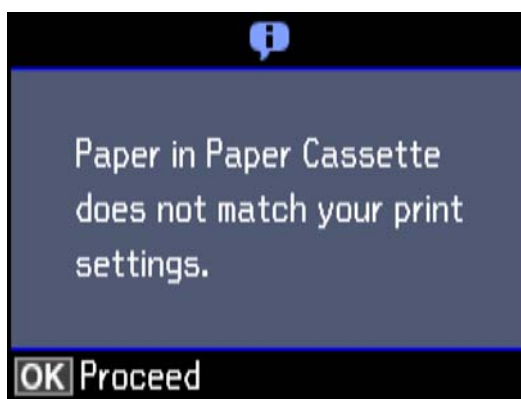 Paper in Paper Cassette
does not match your print
settings.
OK Proceed